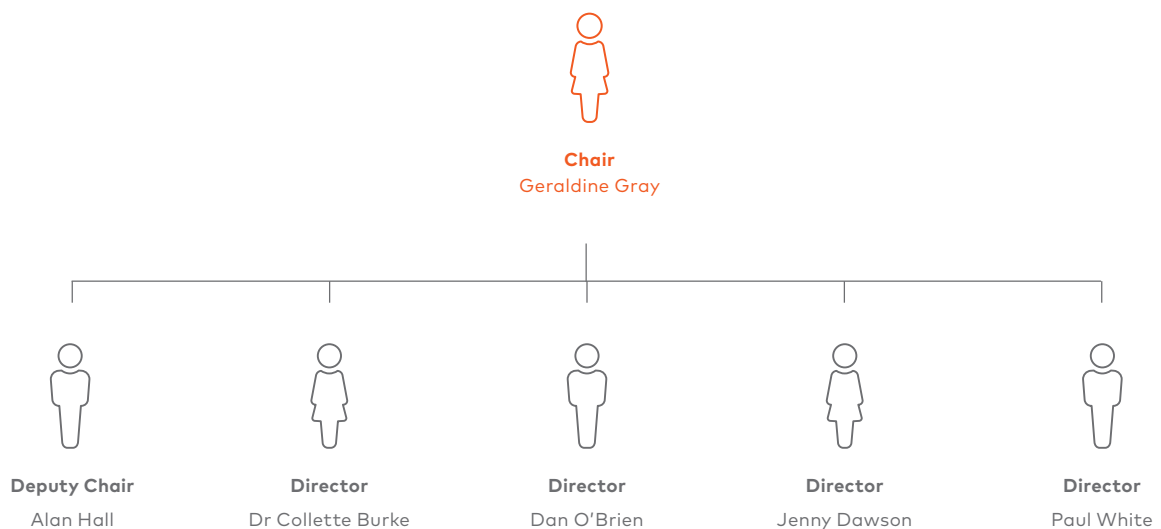 Chair
Geraldine Gray
Deputy Chair
Alan Hall
Director
Dr Collette Burke
Director
Dan O’Brien
Director
Jenny Dawson
Director
Paul White